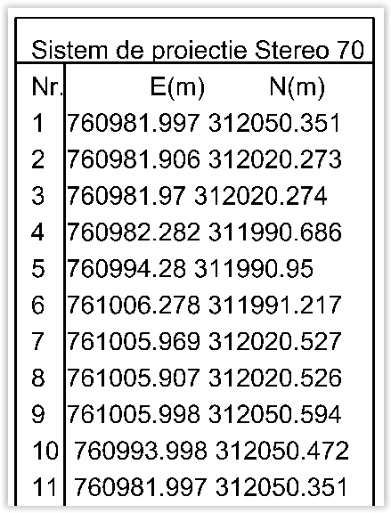 Sistem de proiectie Stereo 70
Nr. E(m) N(m)
1 760981.997 312050.351
2 760981.906 312020.273
3 760981.97 312020.274
4 760982.282 311990.686
5 760994.28 311990.95
6 761006.278 311991.217
7 761005.969 312020.527
8 761005.907 312020.526
9 761005.998 312050.594
10 760993.998 312050.472
11 760981.997 312050.351